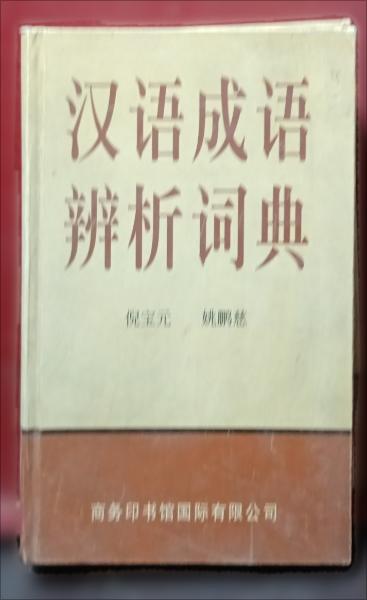 汉语成语
辨析词典
倪宝元 姚鹏慈
商务印书馆国际有限公司